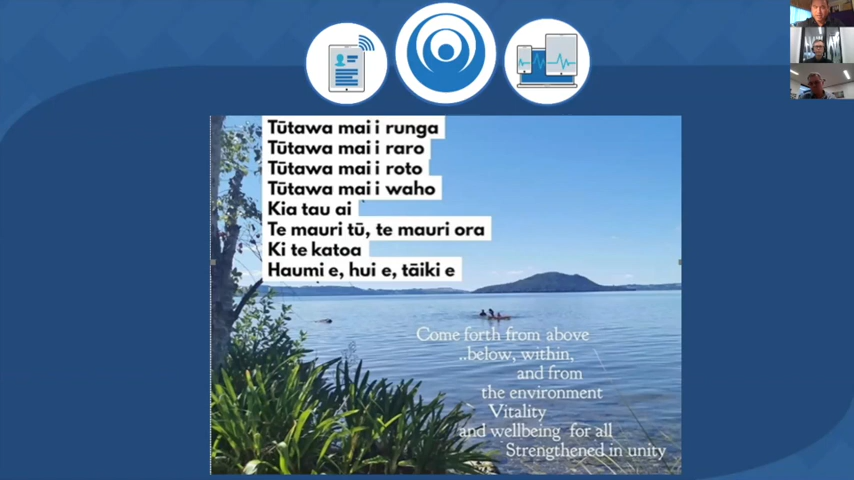 Tūtawa mai i runga
Tūtawa mai i raro
Tūtawa mai i roto
Tūtawa mai i waho
Kia tau ai
Te mauri tū, te mauri ora
Ki te katoa
Haumi e, hui e, tāiki e
Come forth from above
..below, within,
and from
the environment
Vitality
and wellbeing for all
Strengthened in unity